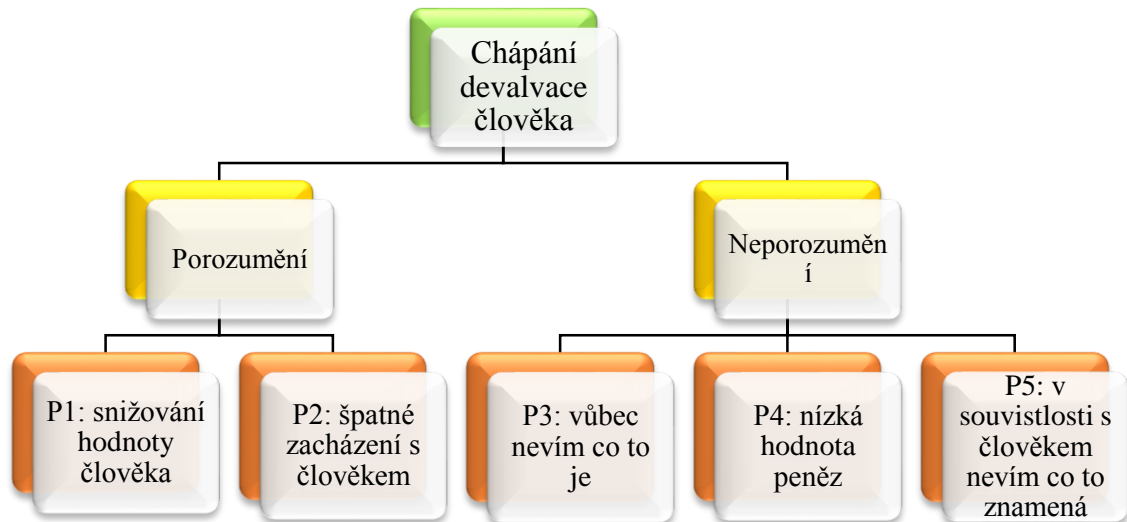 Chápání
devalvace
člověka
Porozumění
Neporozuměn
í
P1: snižování
hodnoty
člověka
P2: špatné
zacházení s
člověkem
P3: vůbec
nevím co to
je
P4: nízká
hodnota
peněz
P5: v
souvistlosti s
člověkem
nevím co to
znamená